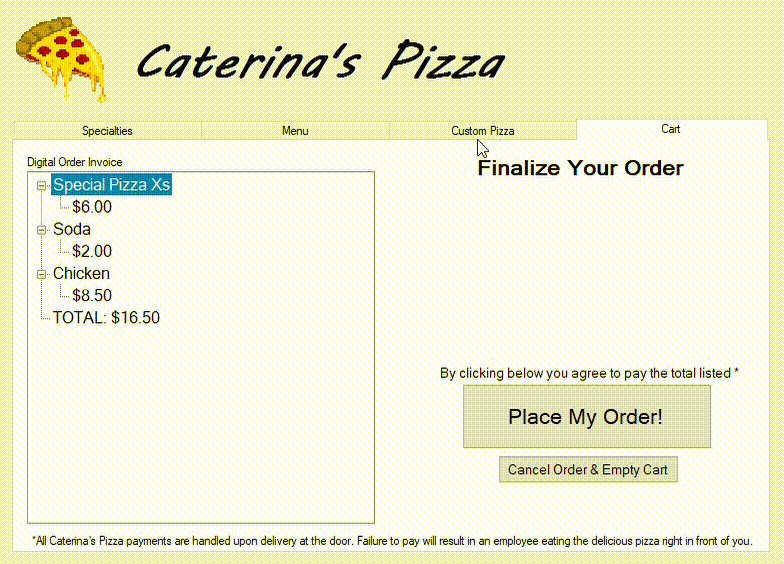 Caterina's Pizza
Specialties
Menu
Custom Pizza
Cart
Digital Order Invoice
Special Pizza Xs
$6.00
Soda
$2.00
Chicken
$8.50
TOTAL: $16.50
Finalize Your Order
By clicking below you agree to pay the total listed *
Place My Order!
Cancel Order & Empty Cart
*All Caterina's Pizza payments are handled upon delivery at the door. Failure to pay will result in an employee eating the delicious pizza right in front of you.